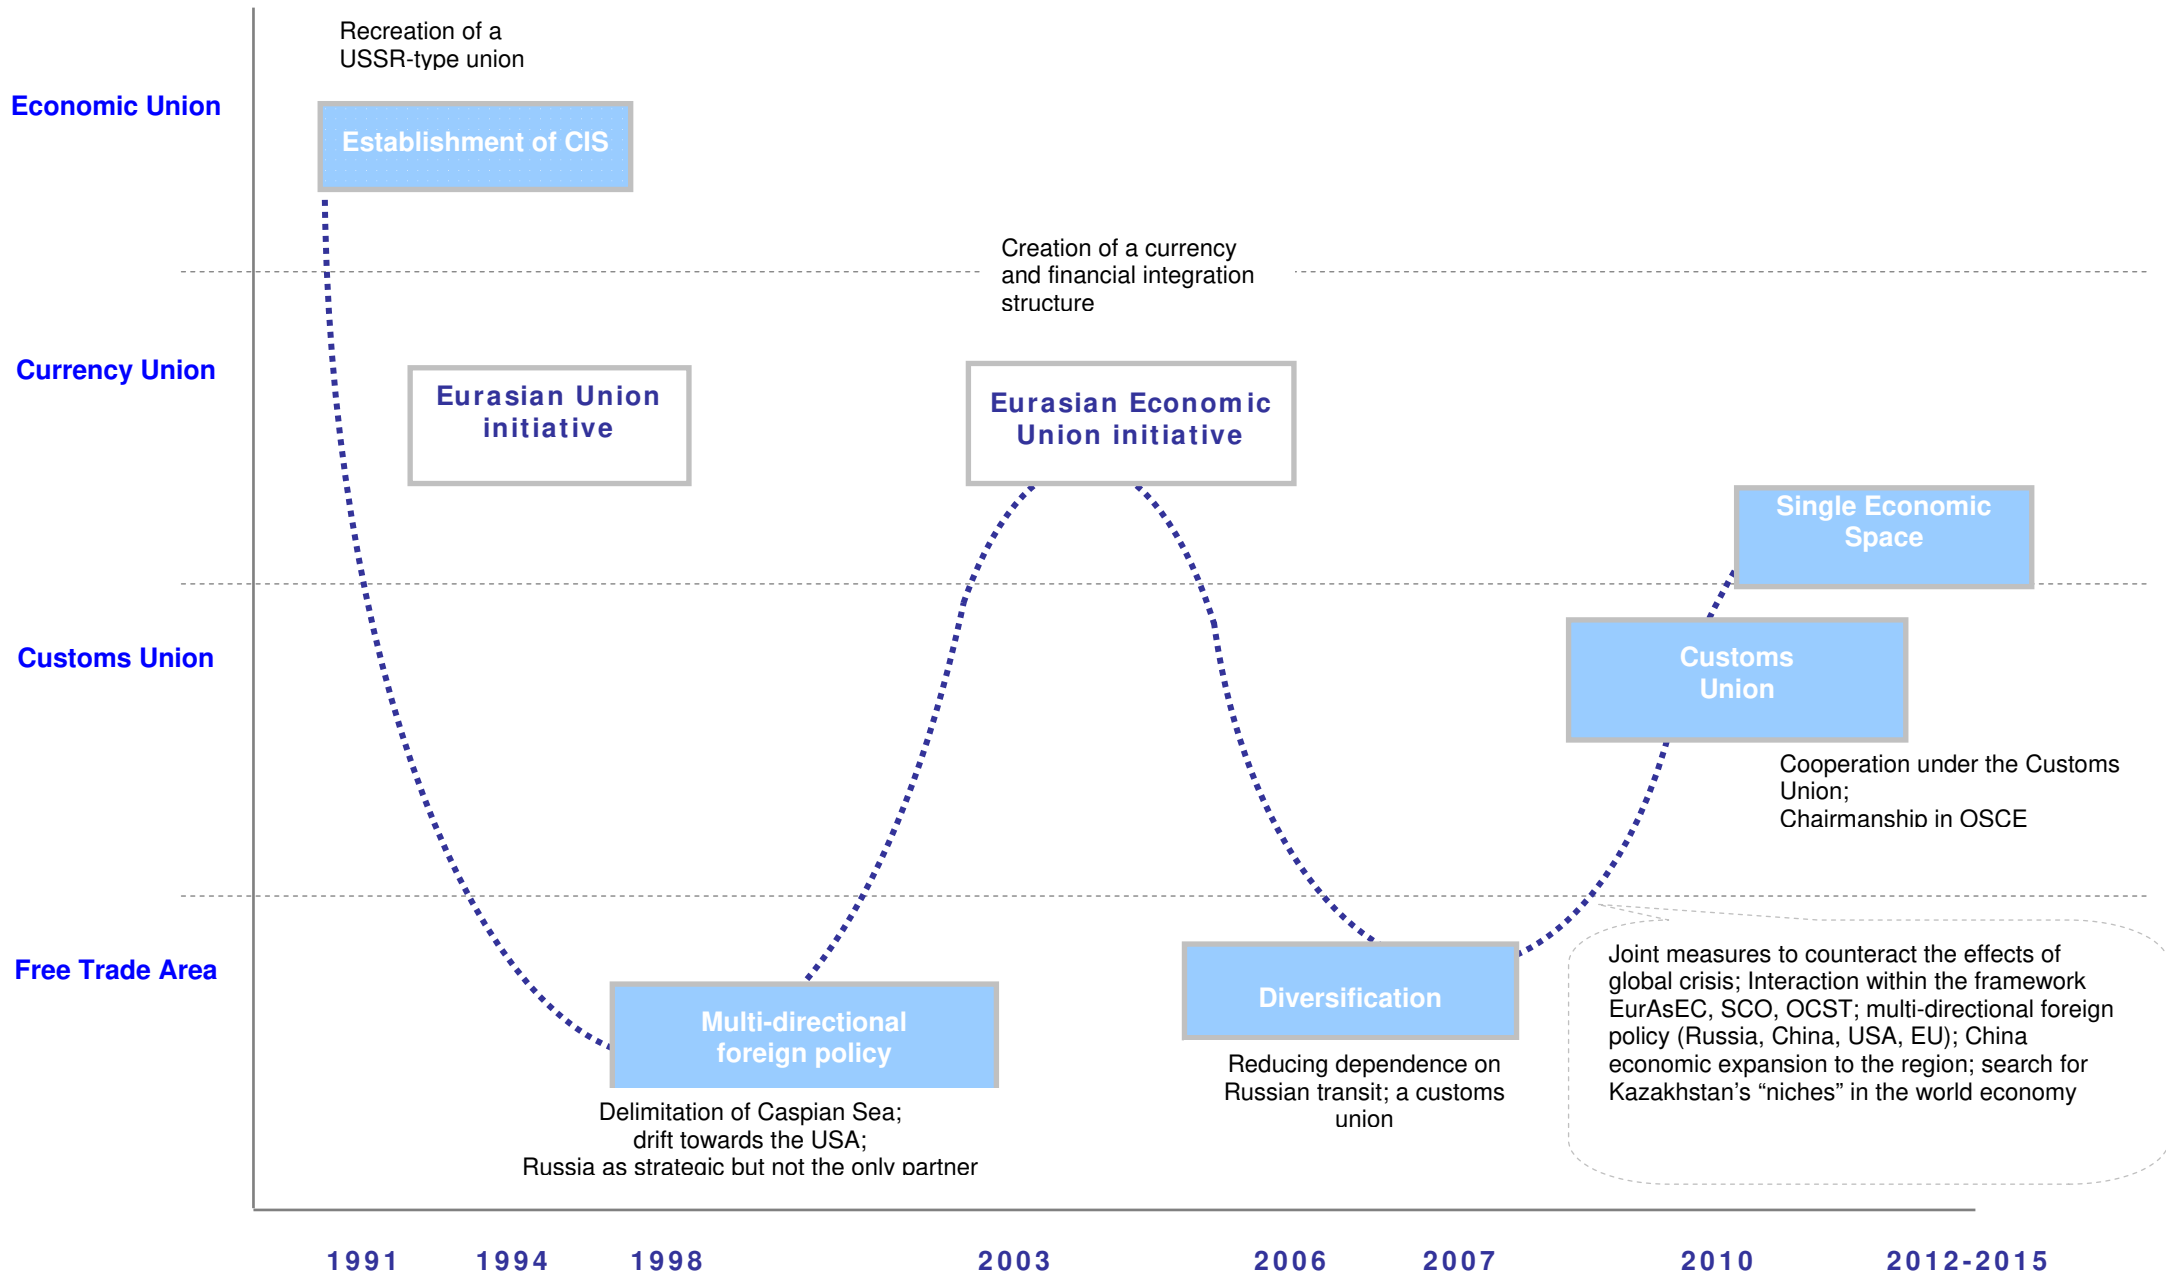 Recreation of a
USSR-type union
Economic Union
Establishment of CIS
Creation of a currency
and financial integration
structure
Currency Union
Eurasian Union
initiative
Eurasian Economic
Union initiative
Single Economic
Space
Customs Union
Customs
Union
Cooperation under the Customs
Union;
Chairmanship in OSCE
Free Trade Area
Multi-directional
foreign policy
Delimitation of Caspian Sea;
drift towards the USA;
Russia as strategic but not the only partner
Diversification
Reducing dependence on
Russian transit; a customs
union
Joint measures to counteract the effects of
global crisis; Interaction within the framework
EurAsEC, SCO, OCST; multi-directional foreign
policy (Russia, China, USA, EU); China
economic expansion to the region; search for
Kazakhstan’s “niches” in the world economy
1991 1994 1998 2003 2006 2007 2010 2012-2015